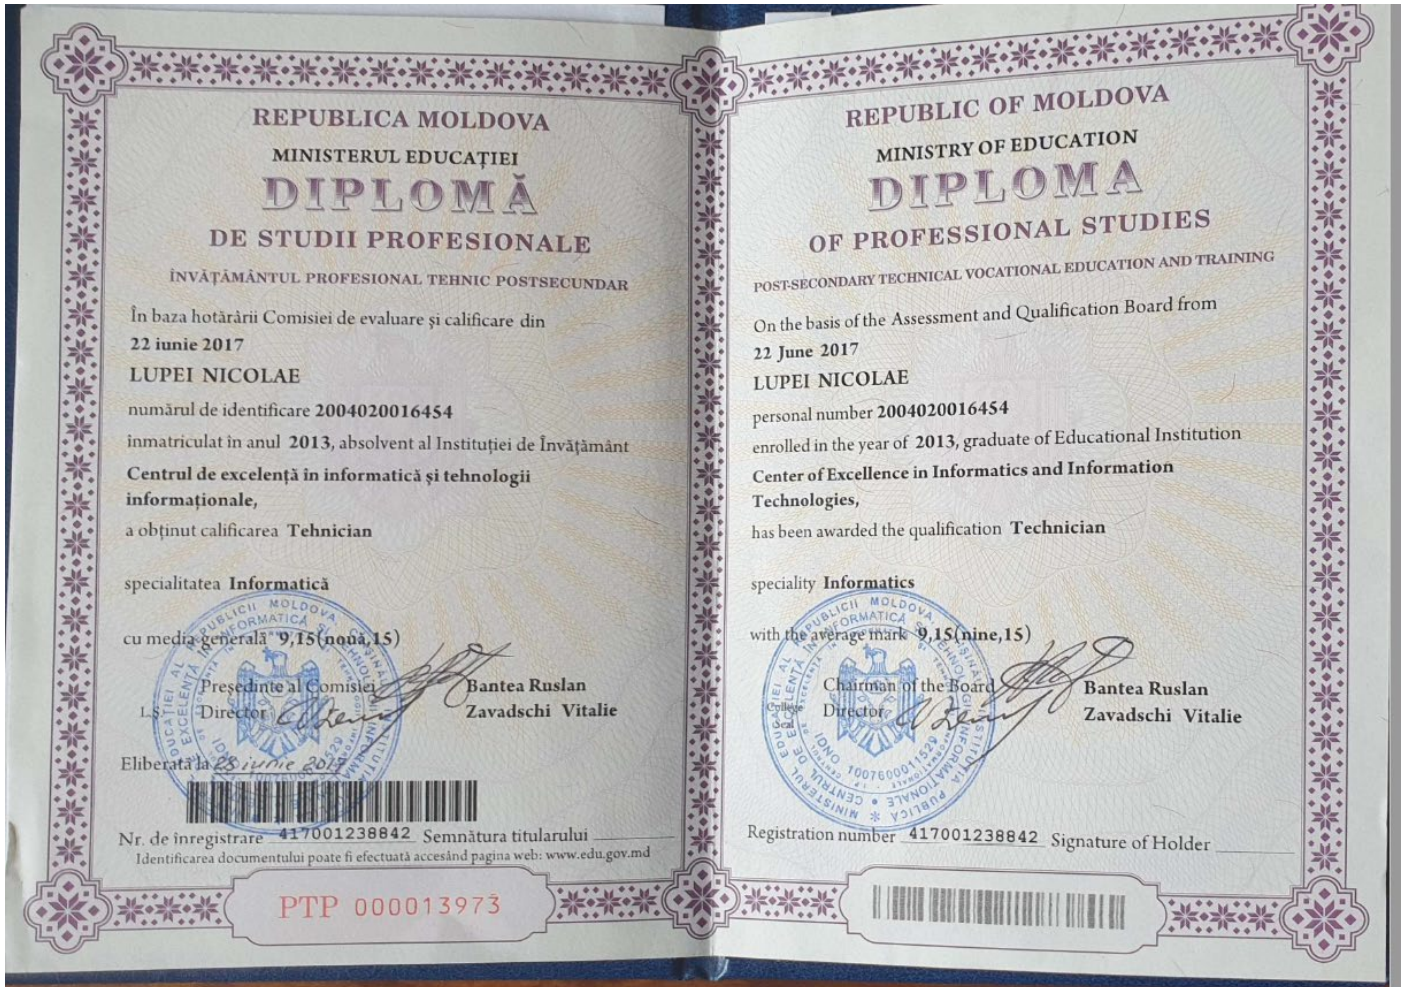 REPUBLICA MOLDOVA
MINISTERUL EDUCAȚIEI
DIPLOMĂ
DE STUDII PROFESIONALE
ÎNVĂȚĂMÂNTUL PROFESIONAL TEHNIC POSTSECUNDAR
În baza hotărârii Comisiei de evaluare și calificare din
22 iunie 2017
LUPEI NICOLAE
numărul de identificare 2004020016454
înmatriculat în anul 2013, absolvent al Instituției de Învățământ
Centrul de excelență în informatică și tehnologii
informaționale,
a obținut calificarea Tehnician
specialitatea Informatică
cu media generală 9,15(nouă,15)
Președinte al Comisiei Bantea Ruslan
L.Ș Director Zavadschi Vitalie
Eliberată la 28 iunie 2017
Nr. de înregistrare 417001238842 Semnătura titularului
Identificarea documentului poate fi efectuată accesând pagina web: www.edu.gov.md
PTP 000013973
REPUBLIC OF MOLDOVA
MINISTRY OF EDUCATION
DIPLOMA
OF PROFESSIONAL STUDIES
POST-SECONDARY TECHNICAL VOCATIONAL EDUCATION AND TRAINING
On the basis of the Assessment and Qualification Board from
22 June 2017
LUPEI NICOLAE
personal number 2004020016454
enrolled in the year of 2013, graduate of Educational Institution
Center of Excellence in Informatics and Information
Technologies,
has been awarded the qualification Technician
speciality Informatics
with the average mark 9,15(nine,15)
Chairman of the Board Bantea Ruslan
College
Seal
Director Zavadschi Vitalie
Registration number 417001238842 Signature of Holder